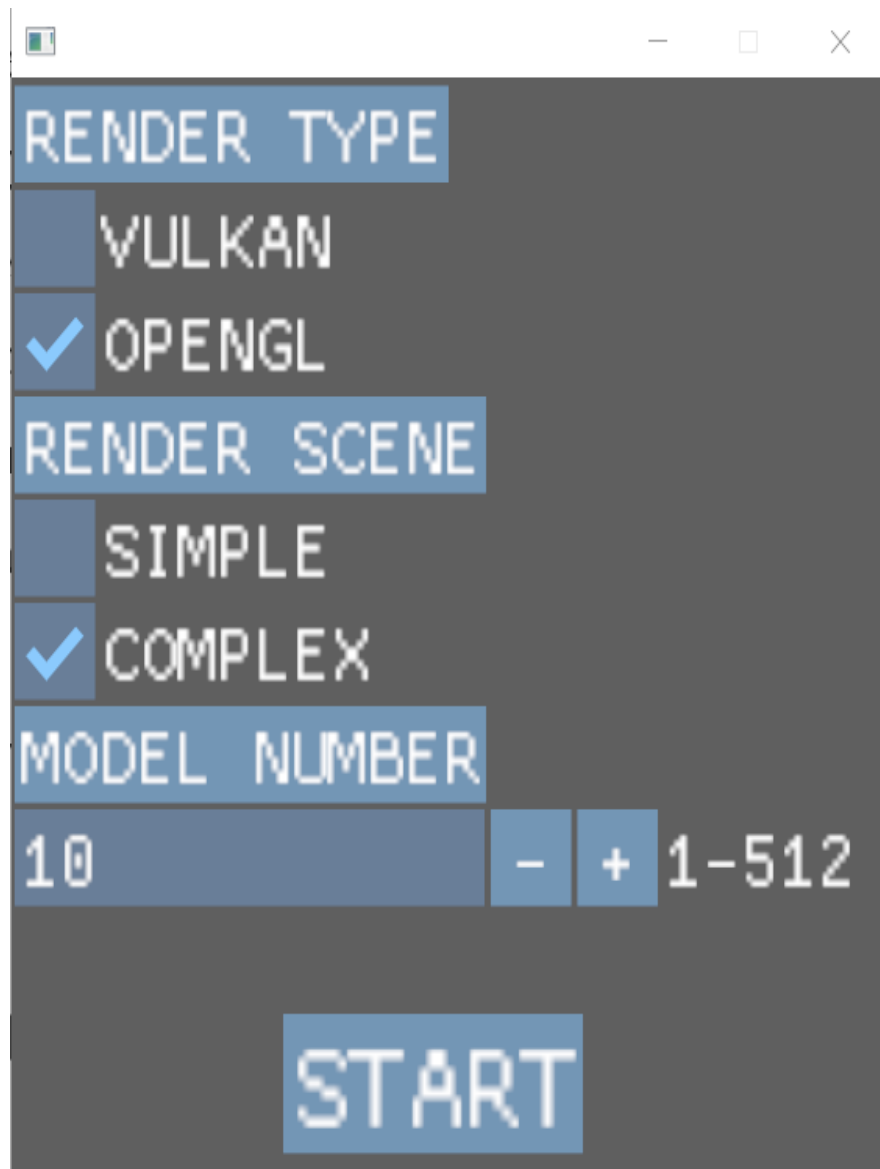 RENDER TYPE
VULKAN
OPENGL
RENDER SCENE
SIMPLE
COMPLEX
MODEL NUMBER
10 - + 1-512
START